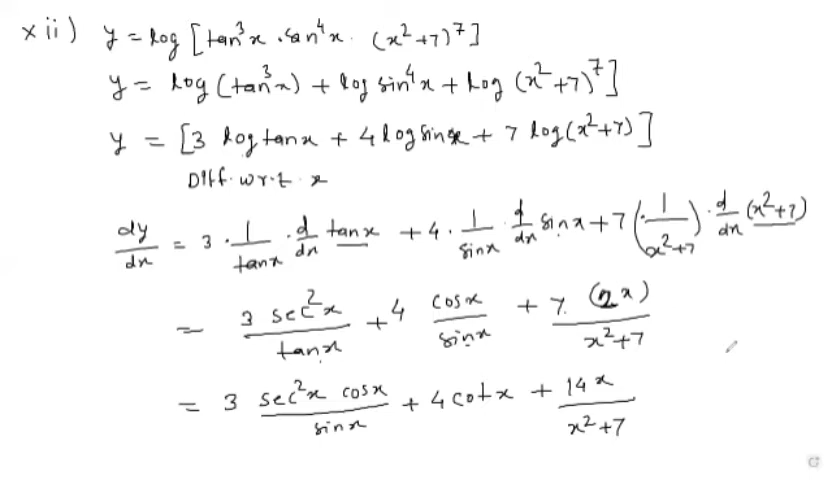 xii) y = log [tan³x . san⁴x . (x²+7)⁷]
y = log (tan³x) + log sin⁴x + log (x²+7)⁷]
y = [3 log tanx + 4 log sinx + 7 log(x²+7)]
Diff. w.r.t. x
dy/dx = 3 · 1/tanx · d/dx tanx + 4 · 1/sinx · d/dx sinx + 7 (1/x²+7) · d/dx (x²+7)
= 3 sec²x/tanx + 4 cosx/sinx + 7. (2x)/x²+7
= 3 sec²x cosx/sinx + 4 cotx + 14x/x²+7